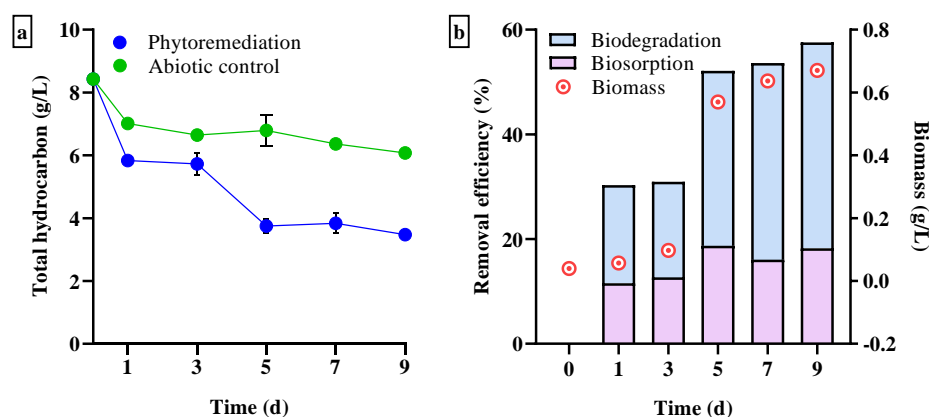 a
Total hydrocarbon (g/L)
10
8
6
4
2
0
Phytoremediation
Abiotic control
1 3 5 7 9
Time (d)
b
Removal efficiency (%)
60
40
20
0
Biodegradation
Biosorption
Biomass
0.8
0.6
0.4
0.2
0.0
-0.2
Biomass (g/L)
0 1 3 5 7 9
Time (d)